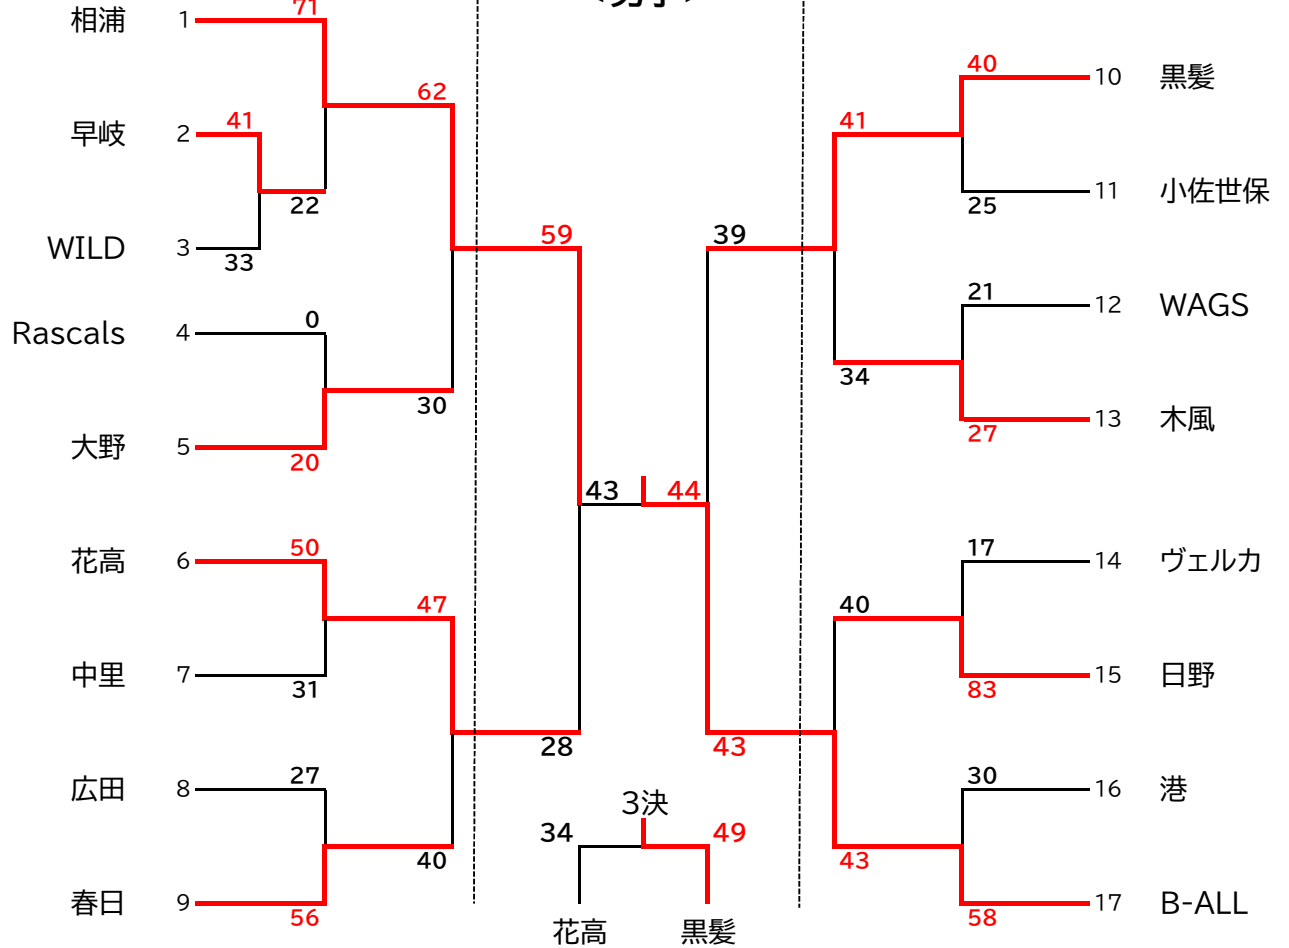 相浦 1 71
早岐 2 41
22
WILD 3 33
62
Rascals 4 0
大野 5 20
30
59
花高 6 50
中里 7 31
47
広田 8 27
春日 9 56
40
28
43 44
39
43
41
34
40
43
40 10 黒髪
25 11 小佐世保
21 12 WAGS
27 13 木風
17 14 ヴェルカ
83 15 日野
30 16 港
58 17 B-ALL
3決
34 49
花高 黒髪